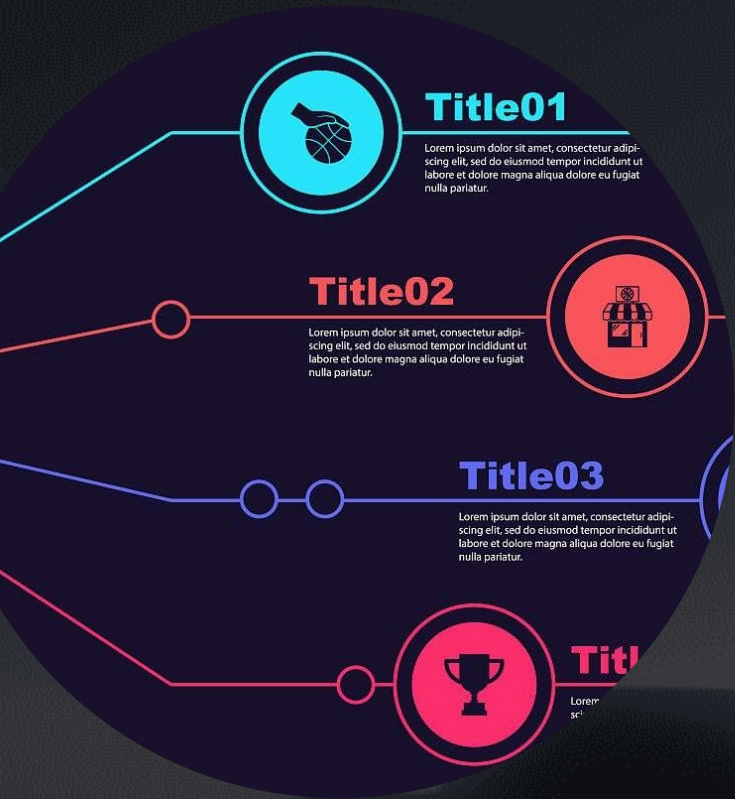 Title01
Lorem ipsum dolor sit amet, consectetur adipi-
scing elit, sed do eiusmod tempor incididunt ut
labore et dolore magna aliqua dolore eu fugiat
nulla pariatur.
Title02
Lorem ipsum dolor sit amet, consectetur adipi-
scing elit, sed do eiusmod tempor incididunt ut
labore et dolore magna aliqua dolore eu fugiat
nulla pariatur.
Title03
Lorem ipsum dolor sit amet, consectetur adipi-
scing elit, sed do eiusmod tempor incididunt ut
labore et dolore magna aliqua dolore eu fugiat
nulla pariatur.
Titl
Lorem